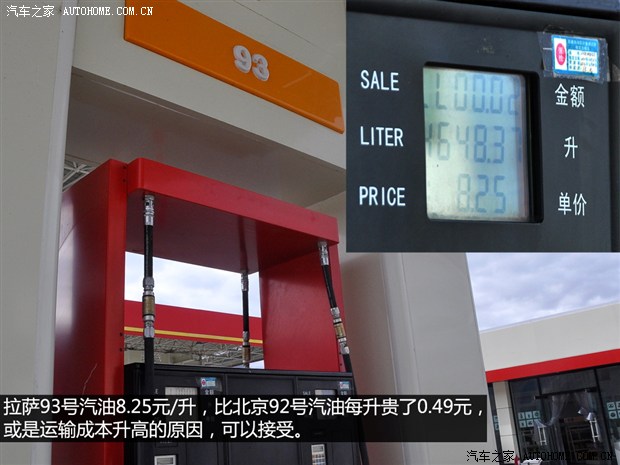 汽车之家 AUTOHOME.COM.CN
93
SALE
金额
LITER
升
PRICE
8.25
单价
拉萨93号汽油8.25元/升，比北京92号汽油每升贵了0.49元，
或是运输成本升高的原因，可以接受。
汽车之家 AUTOHOME.COM.CN